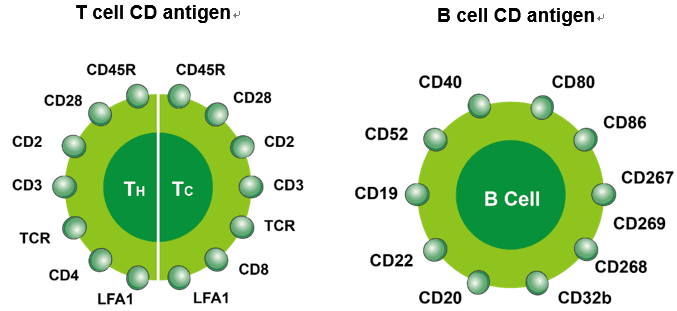 T cell CD antigen
B cell CD antigen
CD45R
CD45R
CD28
CD28
CD2
CD2
CD3
CD3
TCR
TCR
CD4
CD8
LFA1
LFA1
TH
TC
CD40
CD80
CD52
CD86
CD19
CD267
CD269
CD22
CD268
CD20
CD32b
B Cell